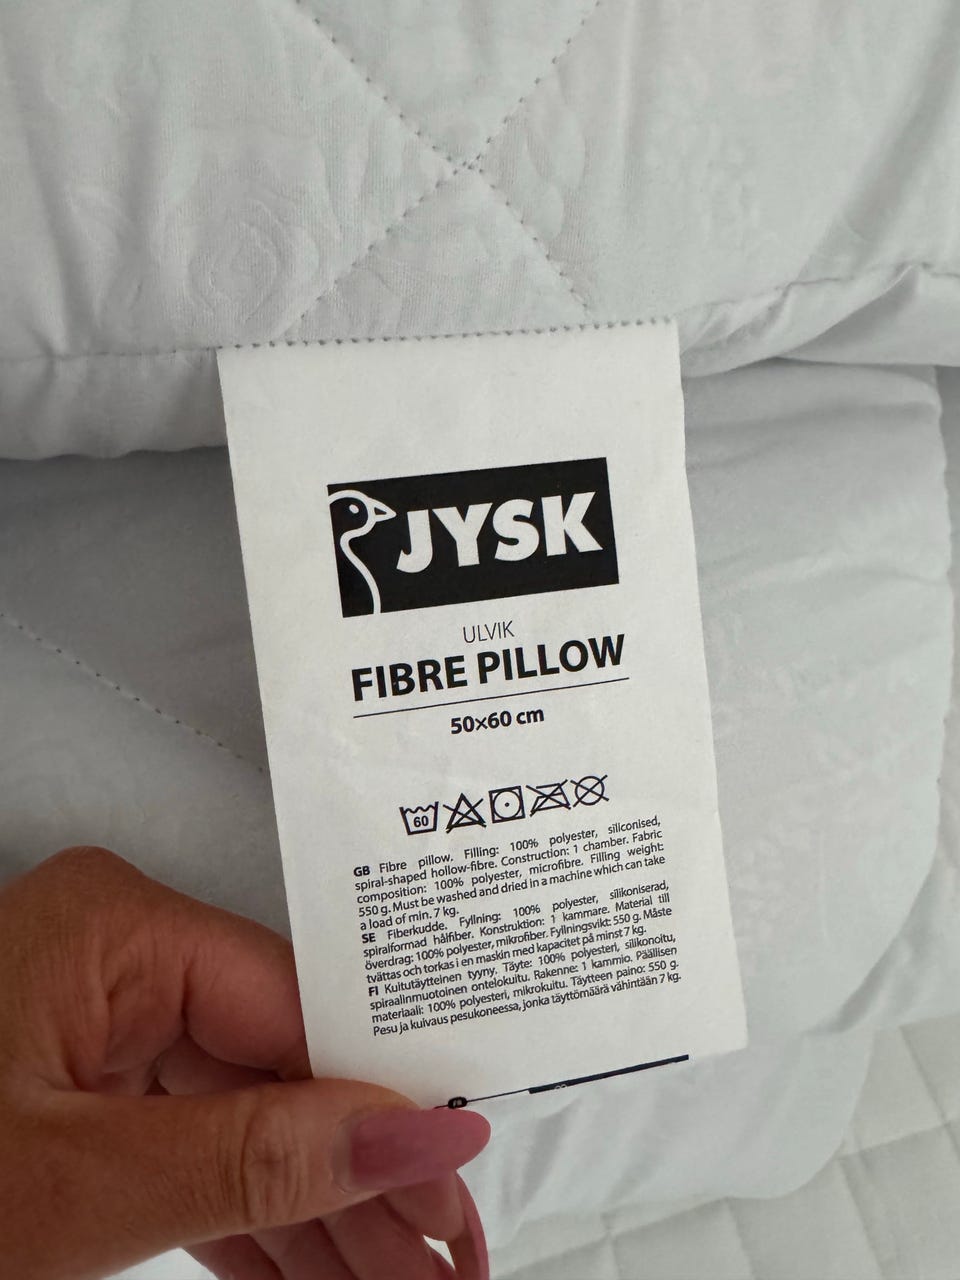 JYSK
ULVIK
FIBRE PILLOW
50×60 cm
60
GB Fibre pillow. Filling: 100% polyester, siliconised,
spiral-shaped hollow-fibre. Construction: 1 chamber. Fabric
composition: 100% polyester, microfibre. Filling weight:
550 g. Must be washed and dried in a machine which can take
a load of min. 7 kg.
SE Fiberkudde. Fyllning: 100% polyester, silikoniserad,
spiralformad hålfiber. Konstruktion: 1 kammare. Material till
överdrag: 100% polyester, mikrofiber. Fyllningsvikt: 550 g. Måste
tvättas och torkas i en maskin med kapacitet på minst 7 kg.
FI Kuitutäytteinen tyyny. Täyte: 100% polyesteri, silikonoitu,
spiraalinmuotoinen ontelokuitu. Rakenne: 1 kammio. Päällisen
materiaali: 100% polyesteri, mikrokuitu. Täytteen paino: 550 g.
Pesu ja kuivaus pesukoneessa, jonka täyttömäärä vähintään 7 kg.